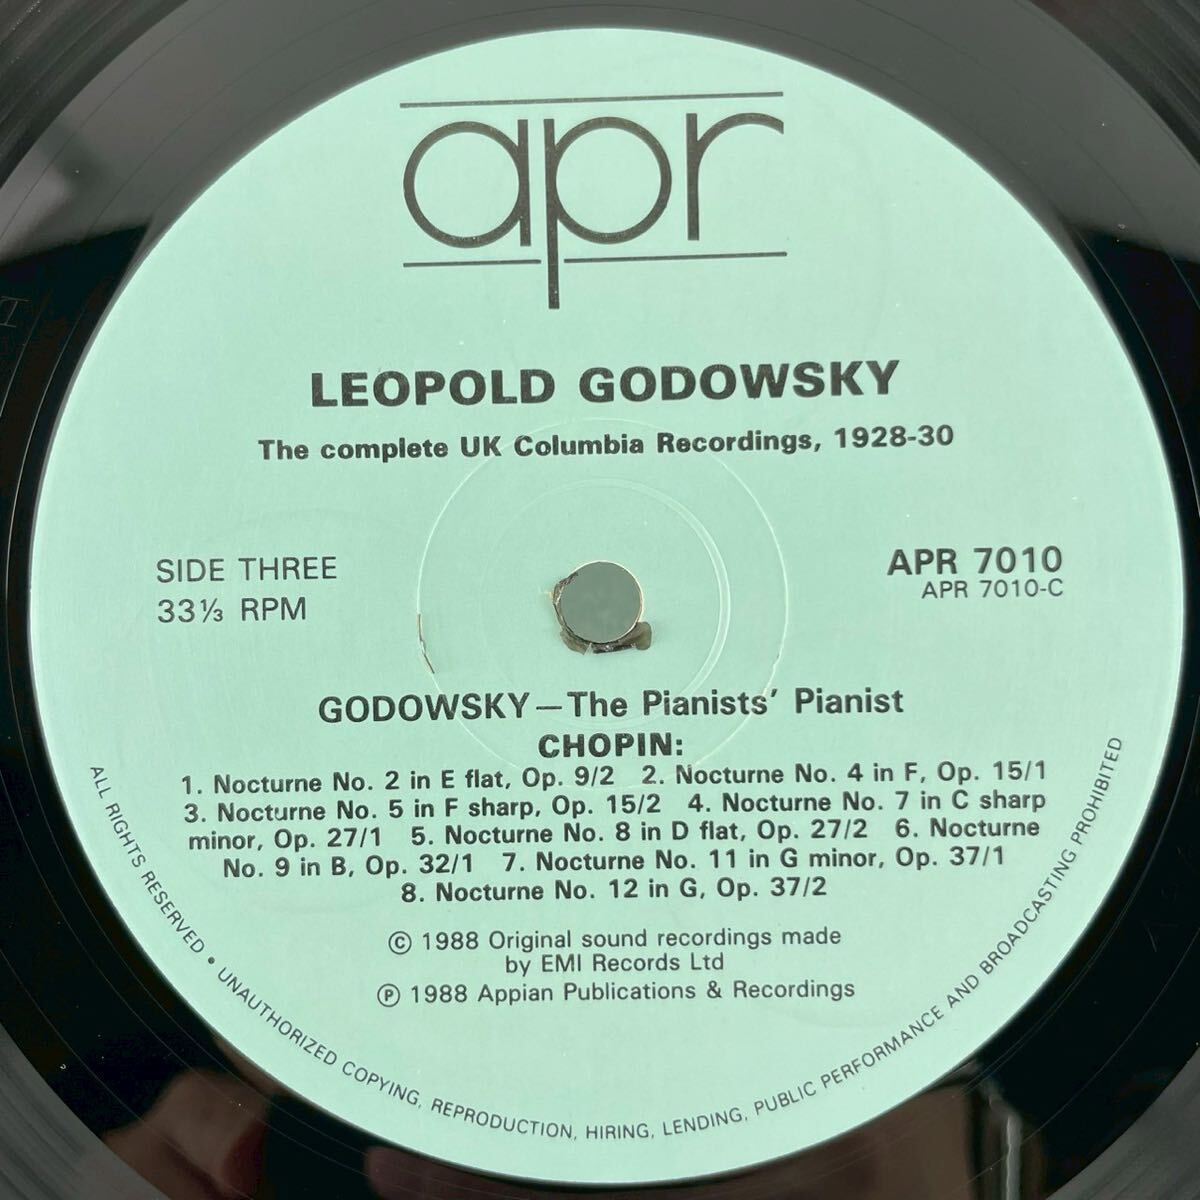 apr
LEOPOLD GODOWSKY
The complete UK Columbia Recordings, 1928-30
SIDE THREE
33⅓ RPM
APR 7010
APR 7010-C
GODOWSKY—The Pianists' Pianist
CHOPIN:
1. Nocturne No. 2 in E flat, Op. 9/2 2. Nocturne No. 4 in F, Op. 15/1
3. Nocturne No. 5 in F sharp, Op. 15/2 4. Nocturne No. 7 in C sharp
minor, Op. 27/1 5. Nocturne No. 8 in D flat, Op. 27/2 6. Nocturne
No. 9 in B, Op. 32/1 7. Nocturne No. 11 in G minor, Op. 37/1
8. Nocturne No. 12 in G, Op. 37/2
© 1988 Original sound recordings made
by EMI Records Ltd
℗ 1988 Appian Publications & Recordings
ALL RIGHTS RESERVED • UNAUTHORIZED COPYING, REPRODUCTION, HIRING, LENDING, PUBLIC PERFORMANCE AND BROADCASTING PROHIBITED